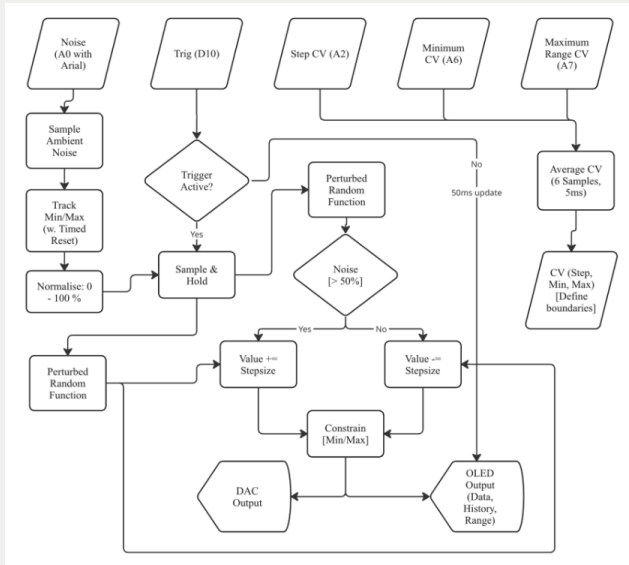 Noise
(A0 with
Arial)
Trig (D10)
Step CV (A2)
Minimum
CV (A6)
Maximum
Range CV
(A7)
Sample
Ambient
Noise
Trigger
Active?
Perturbed
Random
Function
No
50ms update
Average CV
(6 Samples,
5ms)
Track
Min/Max
(w. Timed
Reset)
Yes
Normalise: 0
- 100 %
Sample &
Hold
Noise
[> 50%]
CV (Step,
Min, Max)
[Define
boundaries]
Yes
No
Perturbed
Random
Function
Value +=
Stepsize
Value -=
Stepsize
Constrain
[Min/Max]
DAC
Output
OLED
Output
(Data,
History,
Range)